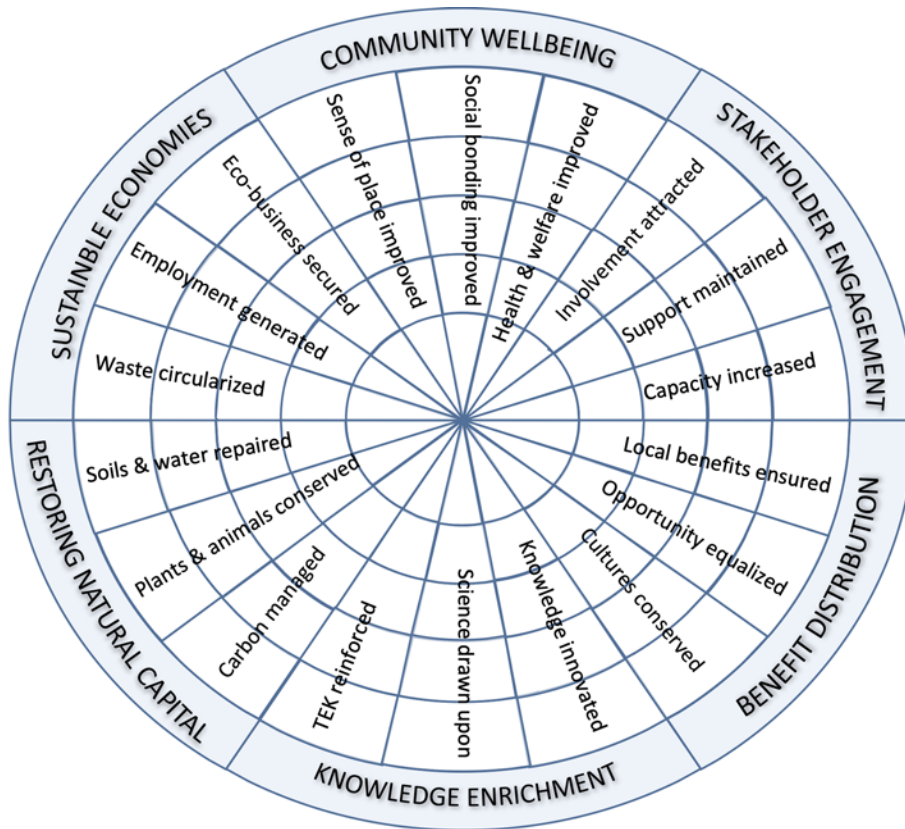 COMMUNITY WELLBEING
Sense of place improved
Social bonding improved
Health & welfare improved
STAKEHOLDER ENGAGEMENT
Involvement attracted
Support maintained
Capacity increased
BENEFIT DISTRIBUTION
Local benefits ensured
Opportunity equalized
Cultures conserved
KNOWLEDGE ENRICHMENT
Knowledge innovated
Science drawn upon
TEK reinforced
RESTORING NATURAL CAPITAL
Carbon managed
Plants & animals conserved
Soils & water repaired
SUSTAINBLE ECONOMIES
Waste circularized
Employment generated
Eco-business secured